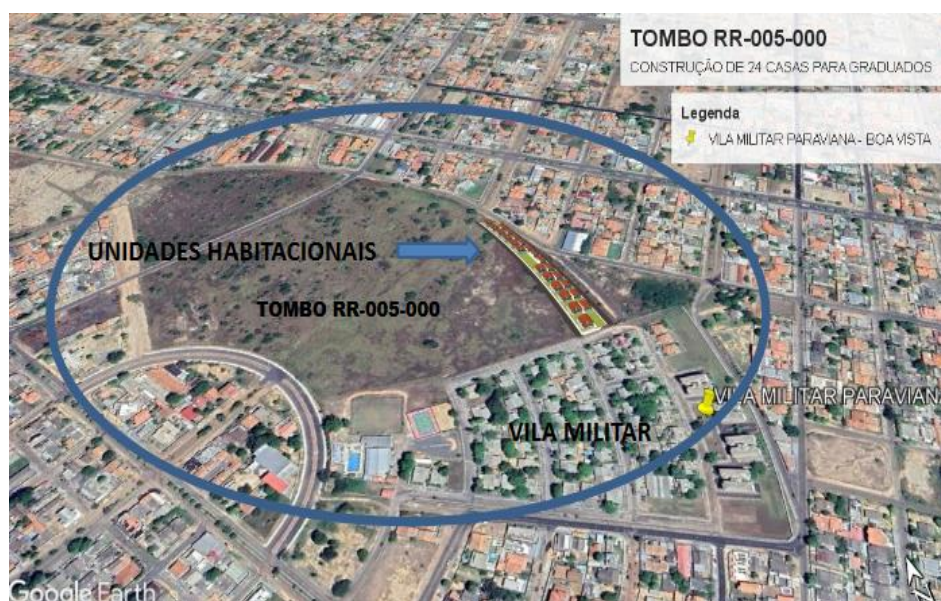 TOMBO RR-005-000
CONSTRUÇÃO DE 24 CASAS PARA GRADUADOS
Legenda
VILA MILITAR PARAVIANA - BOA VISTA
UNIDADES HABITACIONAIS
TOMBO RR-005-000
VILA MILITAR PARAVIAN
VILA MILITAR
Google Earth